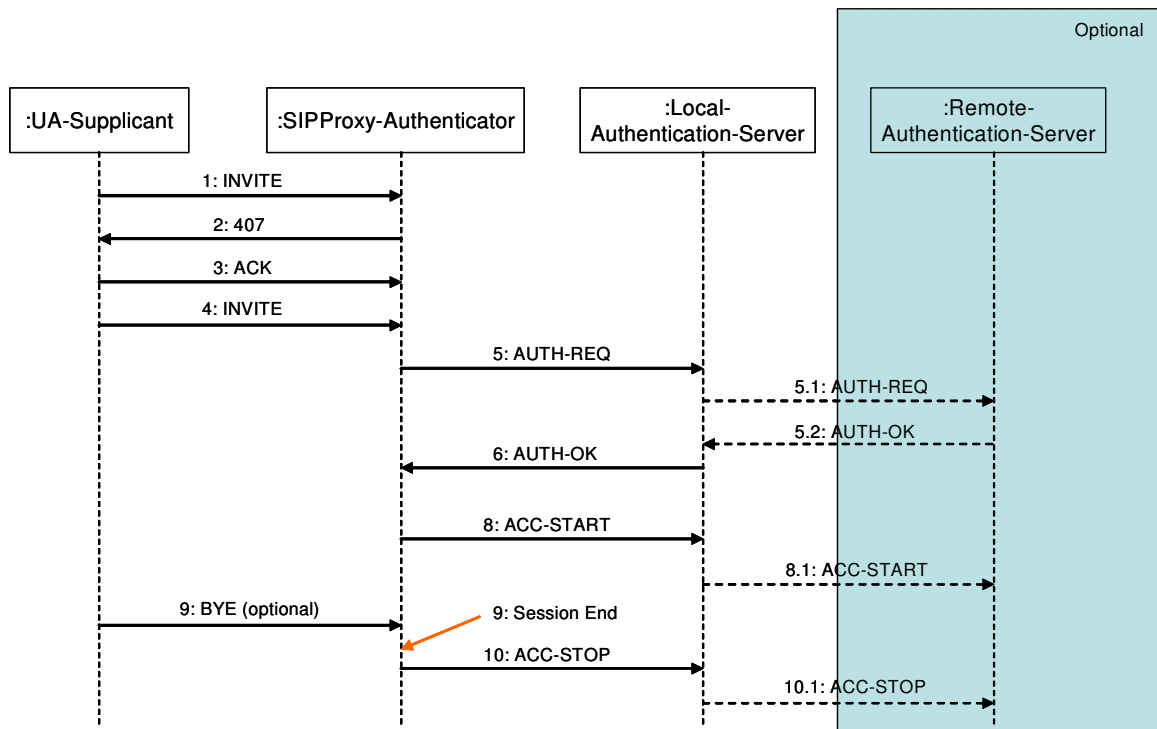 Optional
:UA-Supplicant
:SIPProxy-Authenticator
:Local-
Authentication-Server
:Remote-
Authentication-Server
1: INVITE
2: 407
3: ACK
4: INVITE
5: AUTH-REQ
5.1: AUTH-REQ
5.2: AUTH-OK
6: AUTH-OK
8: ACC-START
8.1: ACC-START
9: BYE (optional)
9: Session End
10: ACC-STOP
10.1: ACC-STOP